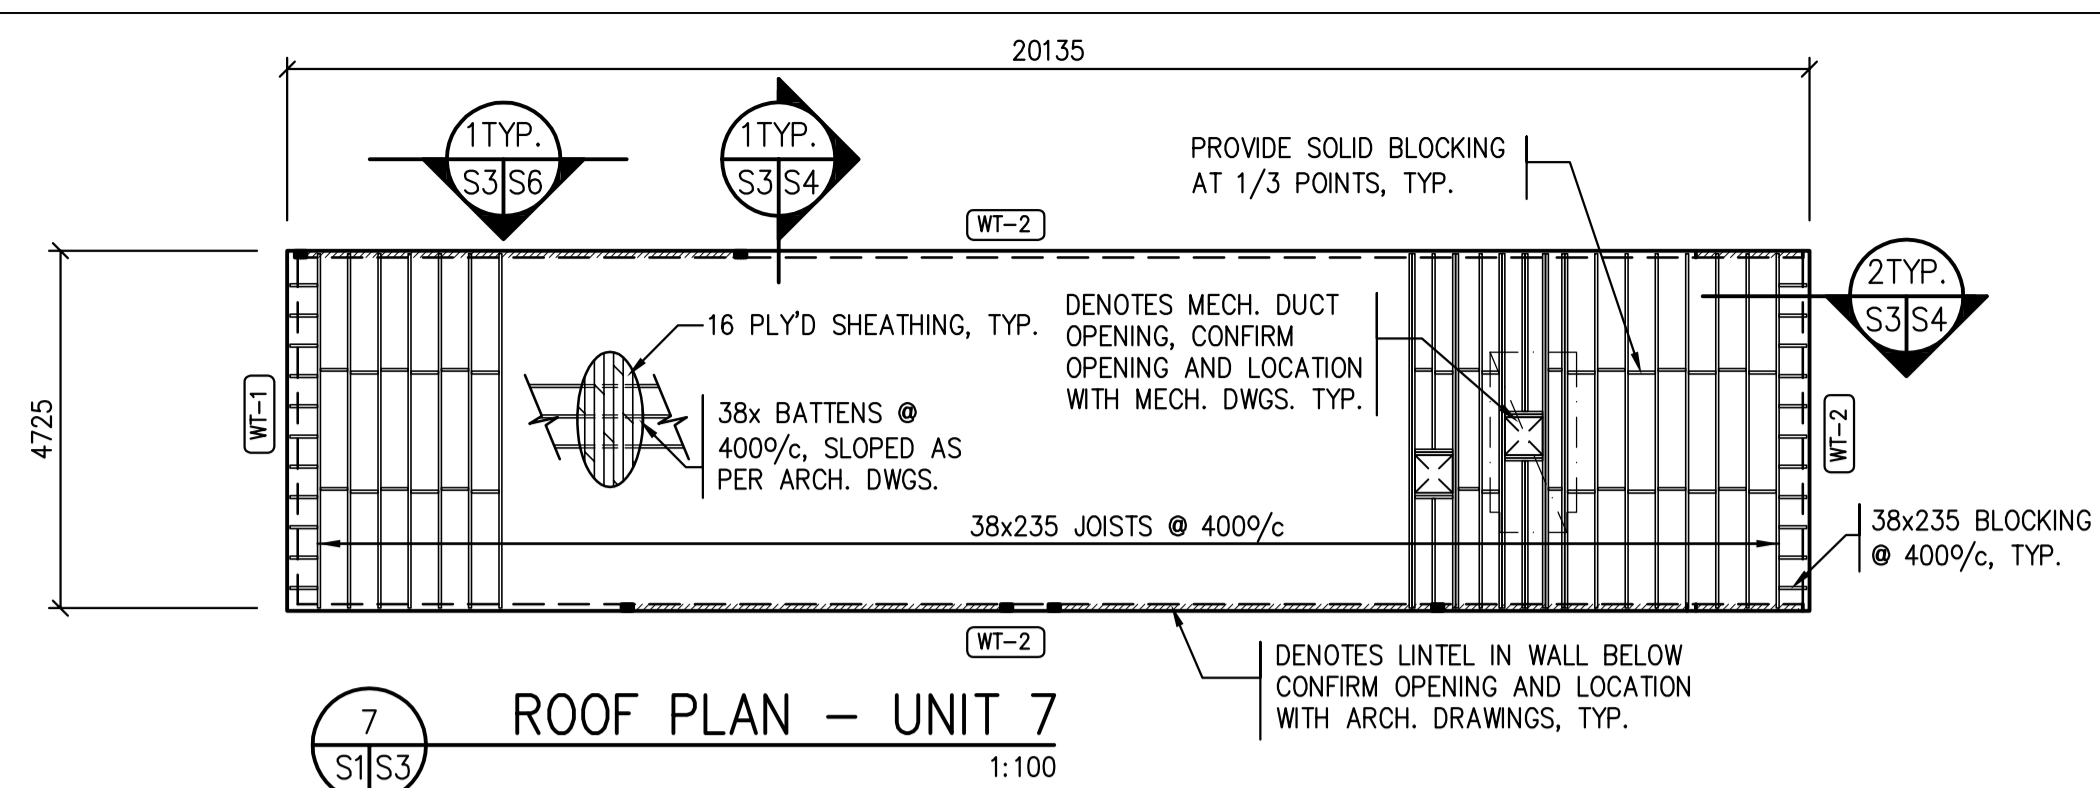 20135
1TYP.
S3 S6
1TYP.
S3 S4
PROVIDE SOLID BLOCKING
AT 1/3 POINTS, TYP.
WT-2
2TYP.
S3 S4
DENOTES MECH. DUCT
OPENING, CONFIRM
OPENING AND LOCATION
WITH MECH. DWGS. TYP.
16 PLY'D SHEATHING, TYP.
4725
WT-1
38x BATTENS @
400º/c, SLOPED AS
PER ARCH. DWGS.
WT-2
38x235 JOISTS @ 400º/c
38x235 BLOCKING
@ 400º/c, TYP.
WT-2
DENOTES LINTEL IN WALL BELOW
CONFIRM OPENING AND LOCATION
WITH ARCH. DRAWINGS, TYP.
7
S1 S3
ROOF PLAN - UNIT 7
1:100